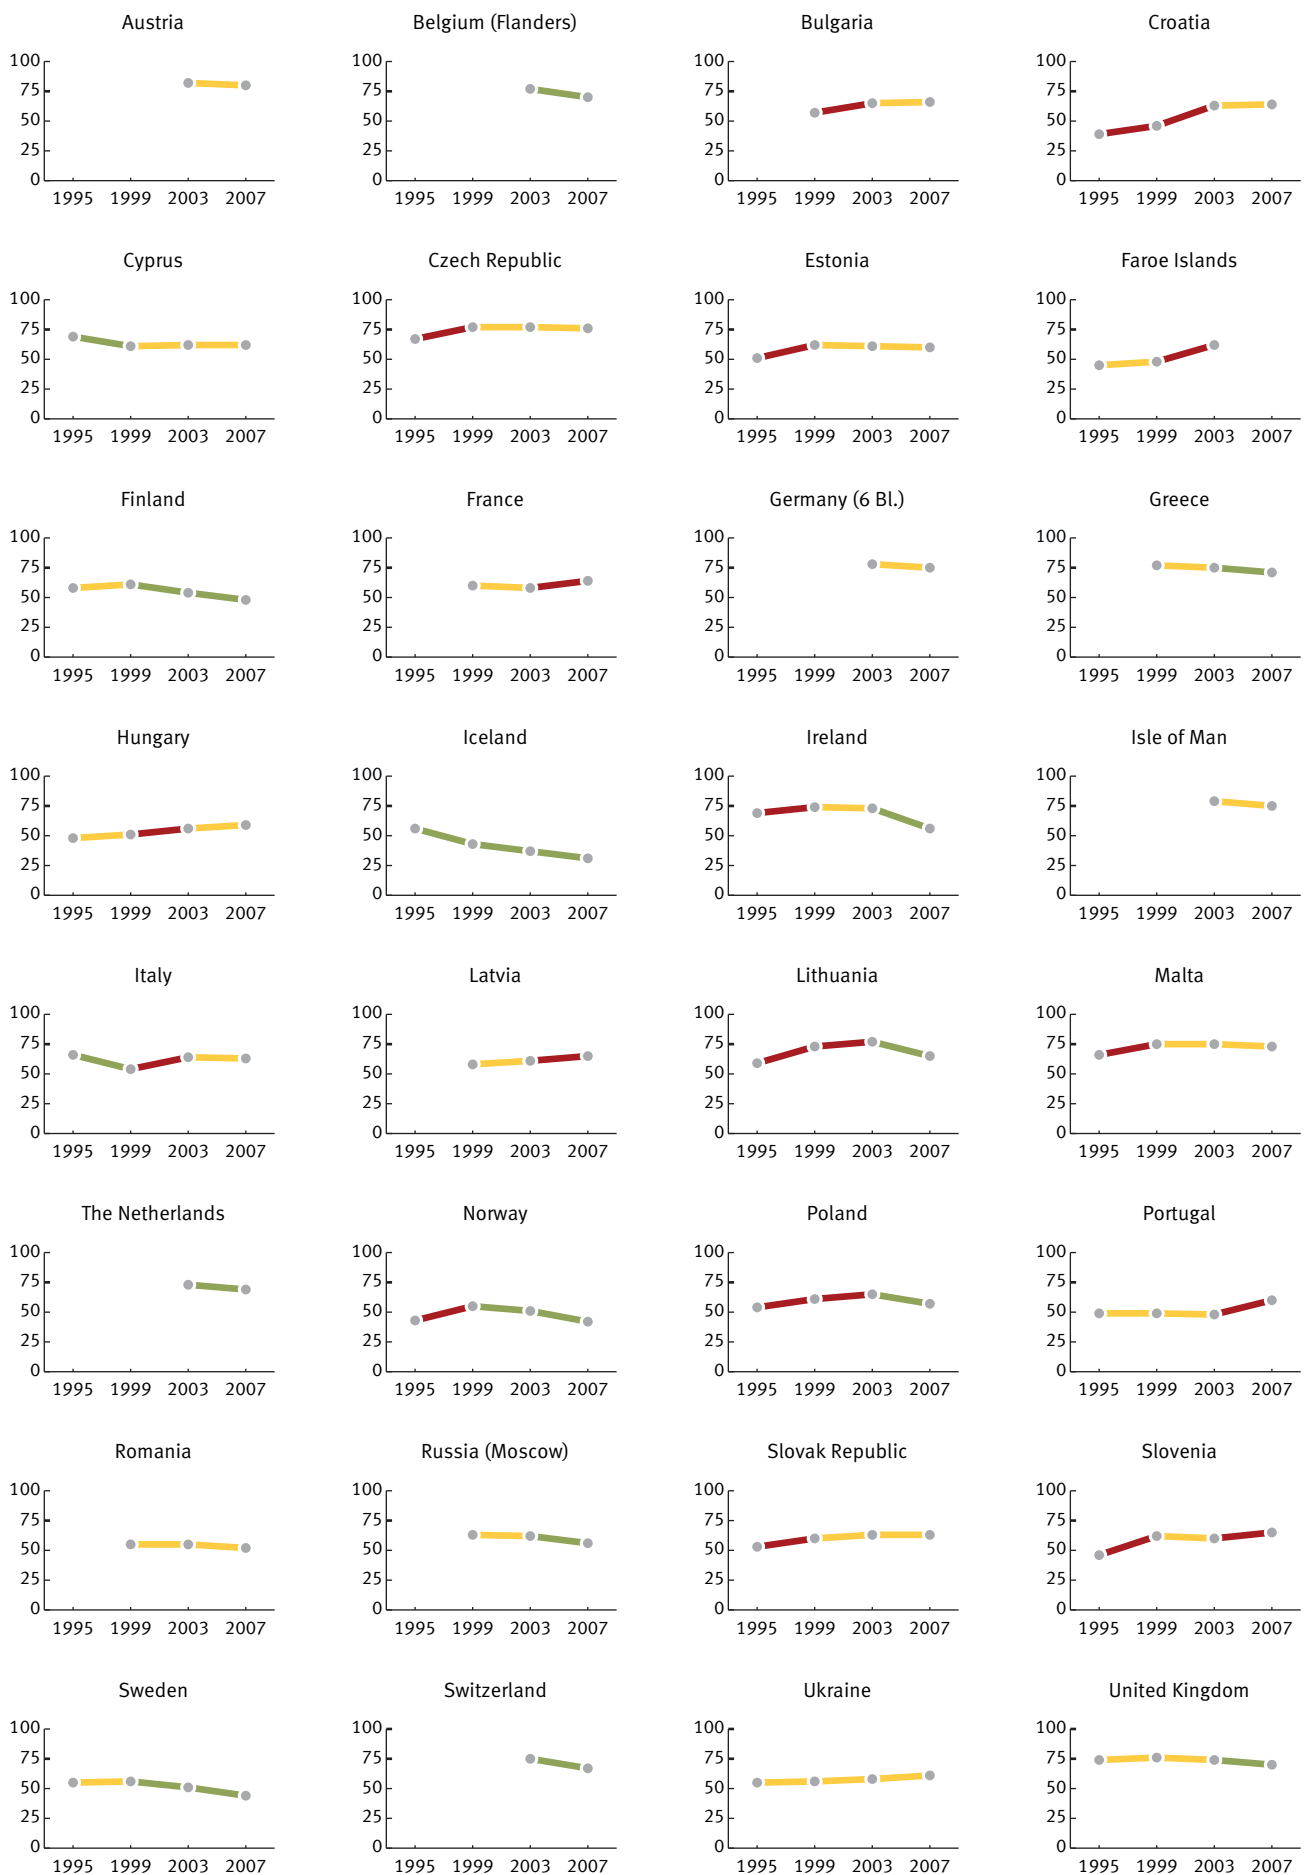 Austria
Belgium (Flanders)
Bulgaria
Croatia
100
75
50
25
0
1995 1999 2003 2007
100
75
50
25
0
1995 1999 2003 2007
100
75
50
25
0
1995 1999 2003 2007
100
75
50
25
0
1995 1999 2003 2007
Cyprus
Czech Republic
Estonia
Faroe Islands
100
75
50
25
0
1995 1999 2003 2007
100
75
50
25
0
1995 1999 2003 2007
100
75
50
25
0
1995 1999 2003 2007
100
75
50
25
0
1995 1999 2003 2007
Finland
France
Germany (6 Bl.)
Greece
100
75
50
25
0
1995 1999 2003 2007
100
75
50
25
0
1995 1999 2003 2007
100
75
50
25
0
1995 1999 2003 2007
100
75
50
25
0
1995 1999 2003 2007
Hungary
Iceland
Ireland
Isle of Man
100
75
50
25
0
1995 1999 2003 2007
100
75
50
25
0
1995 1999 2003 2007
100
75
50
25
0
1995 1999 2003 2007
100
75
50
25
0
1995 1999 2003 2007
Italy
Latvia
Lithuania
Malta
100
75
50
25
0
1995 1999 2003 2007
100
75
50
25
0
1995 1999 2003 2007
100
75
50
25
0
1995 1999 2003 2007
100
75
50
25
0
1995 1999 2003 2007
The Netherlands
Norway
Poland
Portugal
100
75
50
25
0
1995 1999 2003 2007
100
75
50
25
0
1995 1999 2003 2007
100
75
50
25
0
1995 1999 2003 2007
100
75
50
25
0
1995 1999 2003 2007
Romania
Russia (Moscow)
Slovak Republic
Slovenia
100
75
50
25
0
1995 1999 2003 2007
100
75
50
25
0
1995 1999 2003 2007
100
75
50
25
0
1995 1999 2003 2007
100
75
50
25
0
1995 1999 2003 2007
Sweden
Switzerland
Ukraine
United Kingdom
100
75
50
25
0
1995 1999 2003 2007
100
75
50
25
0
1995 1999 2003 2007
100
75
50
25
0
1995 1999 2003 2007
100
75
50
25
0
1995 1999 2003 2007